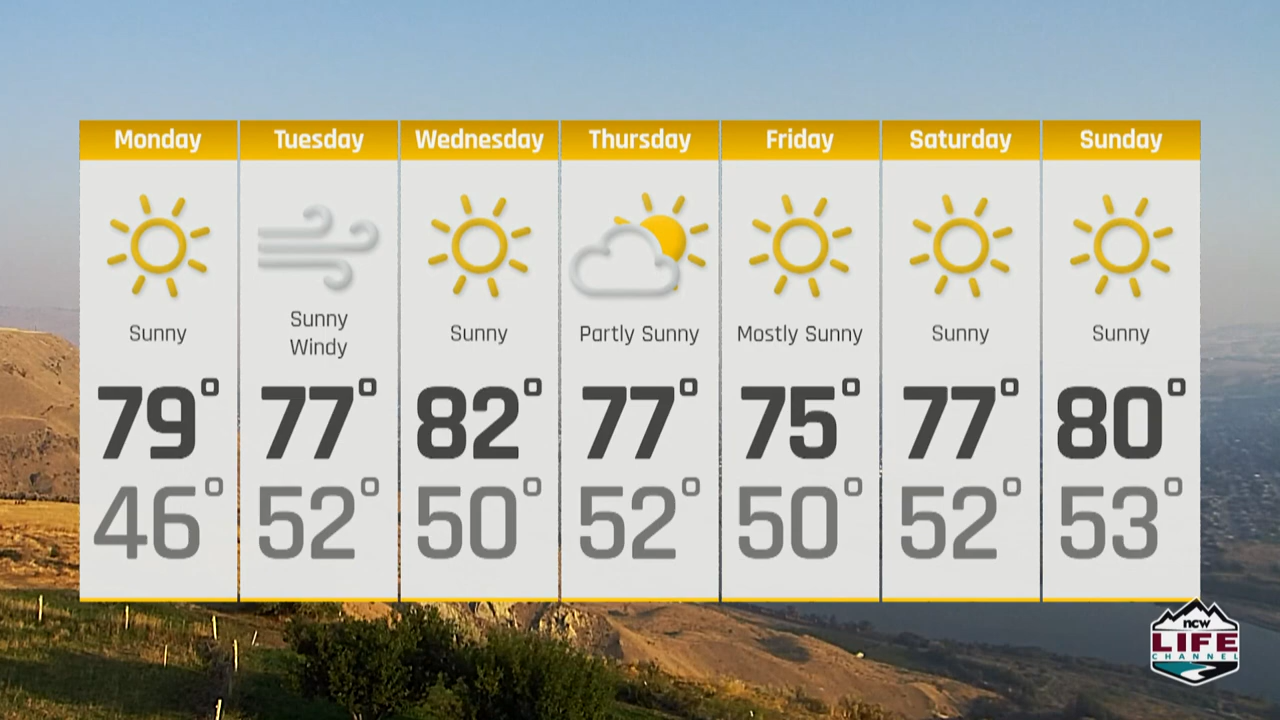 Monday
Tuesday
Wednesday
Thursday
Friday
Saturday
Sunday
Sunny
Sunny
Windy
Sunny
Partly Sunny
Mostly Sunny
Sunny
Sunny
79°
77°
82°
77°
75°
77°
80°
46°
52°
50°
52°
50°
52°
53°
ncw
LIFE
CHANNEL